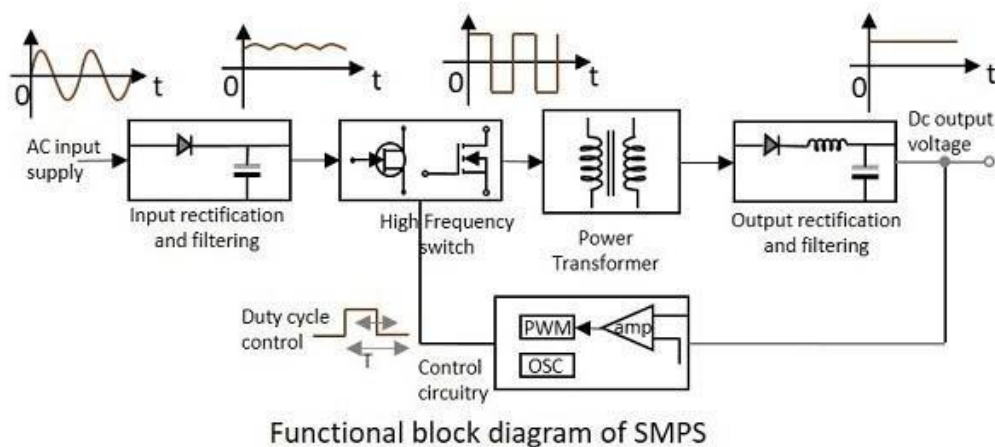 0
t
0
t
0
t
0
t
AC input
supply
Input rectification
and filtering
High Frequency
switch
Power
Transformer
Dc output
voltage
Output rectification
and filtering
Duty cycle
control
T
Control
circuitry
PWM
amp
OSC
Functional block diagram of SMPS